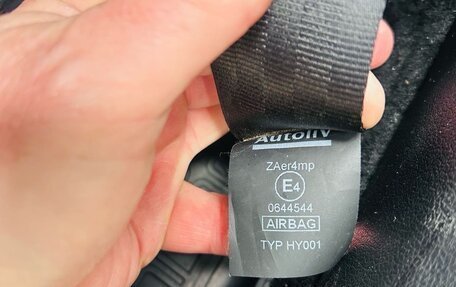 Autoliv
ZAer4mp
E4
0644544
AIRBAG
TYP HY001